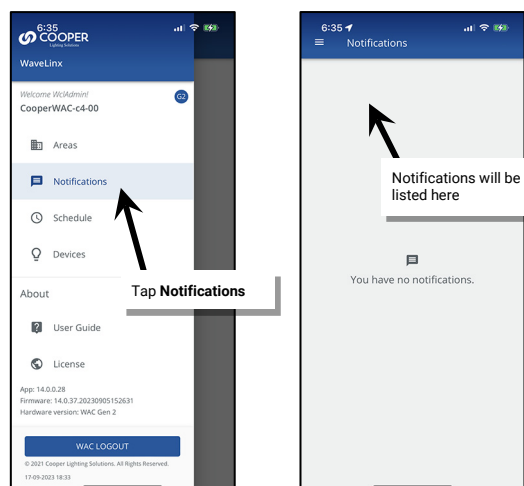 6:35
COOPER
Lighting Solutions
WaveLinx
Welcome WclAdmin!
CooperWAC-c4-00
G2
Areas
Notifications
Schedule
Devices
About
User Guide
License
App: 14.0.0.28
Firmware: 14.0.37.20230905152631
Hardware version: WAC Gen 2
WAC LOGOUT
© 2021 Cooper Lighting Solutions. All Rights Reserved.
17-09-2023 18:33
Tap Notifications
6:35
Notifications
Notifications will be
listed here
You have no notifications.